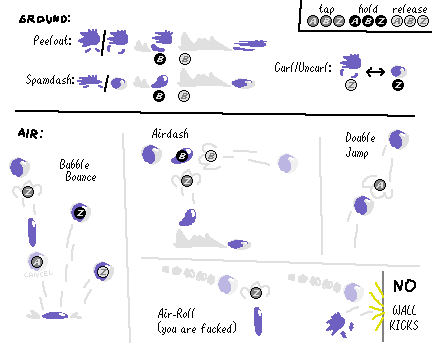 GROUND:
tap hold release
A B Z A B Z A B Z
Peelout:
B B
Curl/Uncurl:
Z Z
Spamdash:
B B
AIR:
Bubble
Bounce
Z
Z
A
CANCEL
Z
Airdash
B B
Z
Double
Jump
A
Air-Roll
(you are fucked)
Z
NO
WALL
KICKS